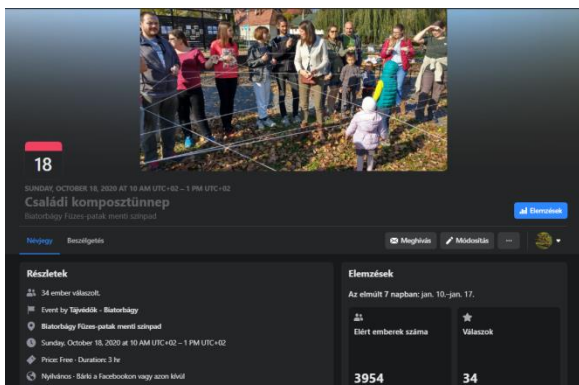 18
SUNDAY, OCTOBER 18, 2020 AT 10 AM UTC+02 – 1 PM UTC+02
Családi komposztünnep
Biatorbágy Füzes-patak menti színpad
Elemzések
Névjegy Beszélgetés Meghívás Módosítás
Részletek
34 ember válaszolt.
Event by Tájvédők - Biatorbágy
Biatorbágy Füzes-patak menti színpad
Sunday, October 18, 2020 at 10 AM UTC+02 – 1 PM UTC+02
Price: Free · Duration: 3 hr
Nyilvános · Bárki a Facebookon vagy azon kívül
Elemzések
Az elmúlt 7 napban: jan. 10.–jan. 17.
Elért emberek száma
3954
Válaszok
34